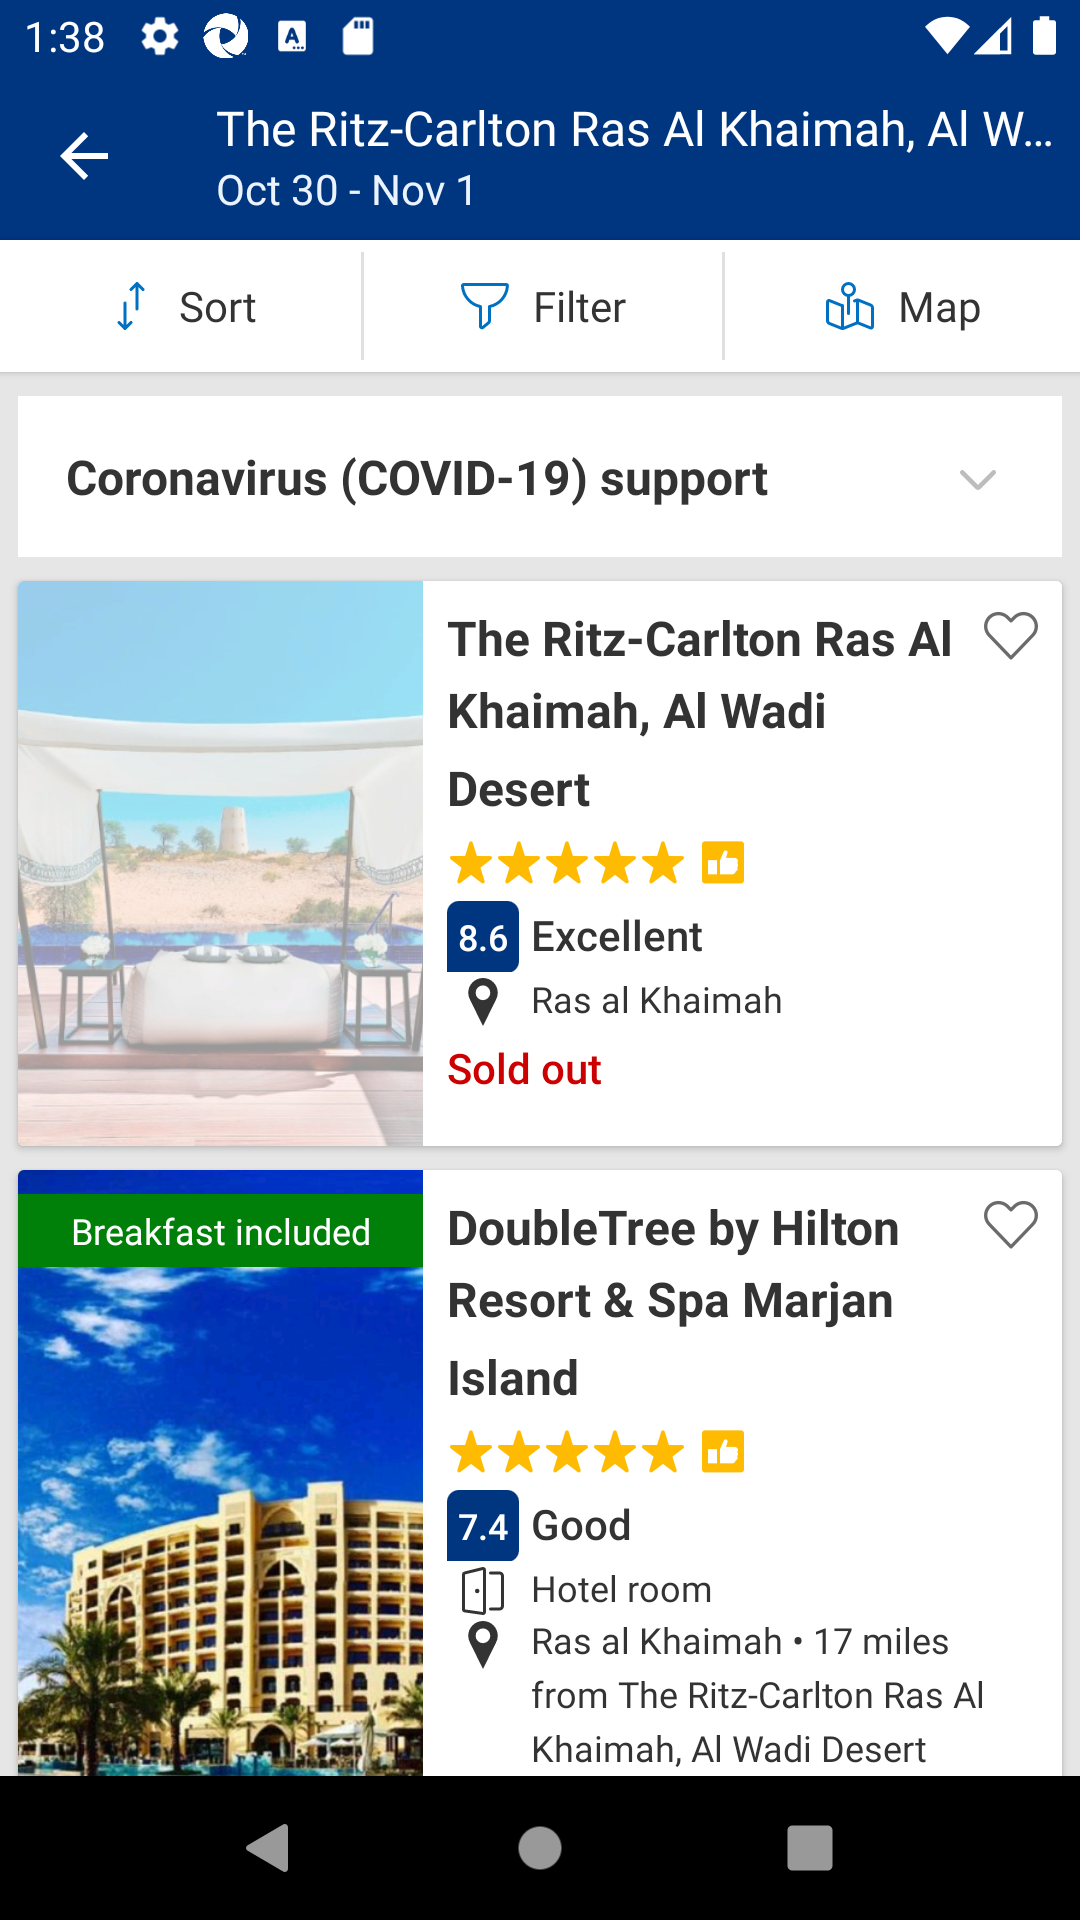 1:38
The Ritz-Carlton Ras Al Khaimah, Al W...
Oct 30 - Nov 1
Sort
Filter
Map
Coronavirus (COVID-19) support
The Ritz-Carlton Ras Al
Khaimah, Al Wadi
Desert
8.6 Excellent
Ras al Khaimah
Sold out
Breakfast included
DoubleTree by Hilton
Resort & Spa Marjan
Island
7.4 Good
Hotel room
Ras al Khaimah • 17 miles
from The Ritz-Carlton Ras Al
Khaimah, Al Wadi Desert